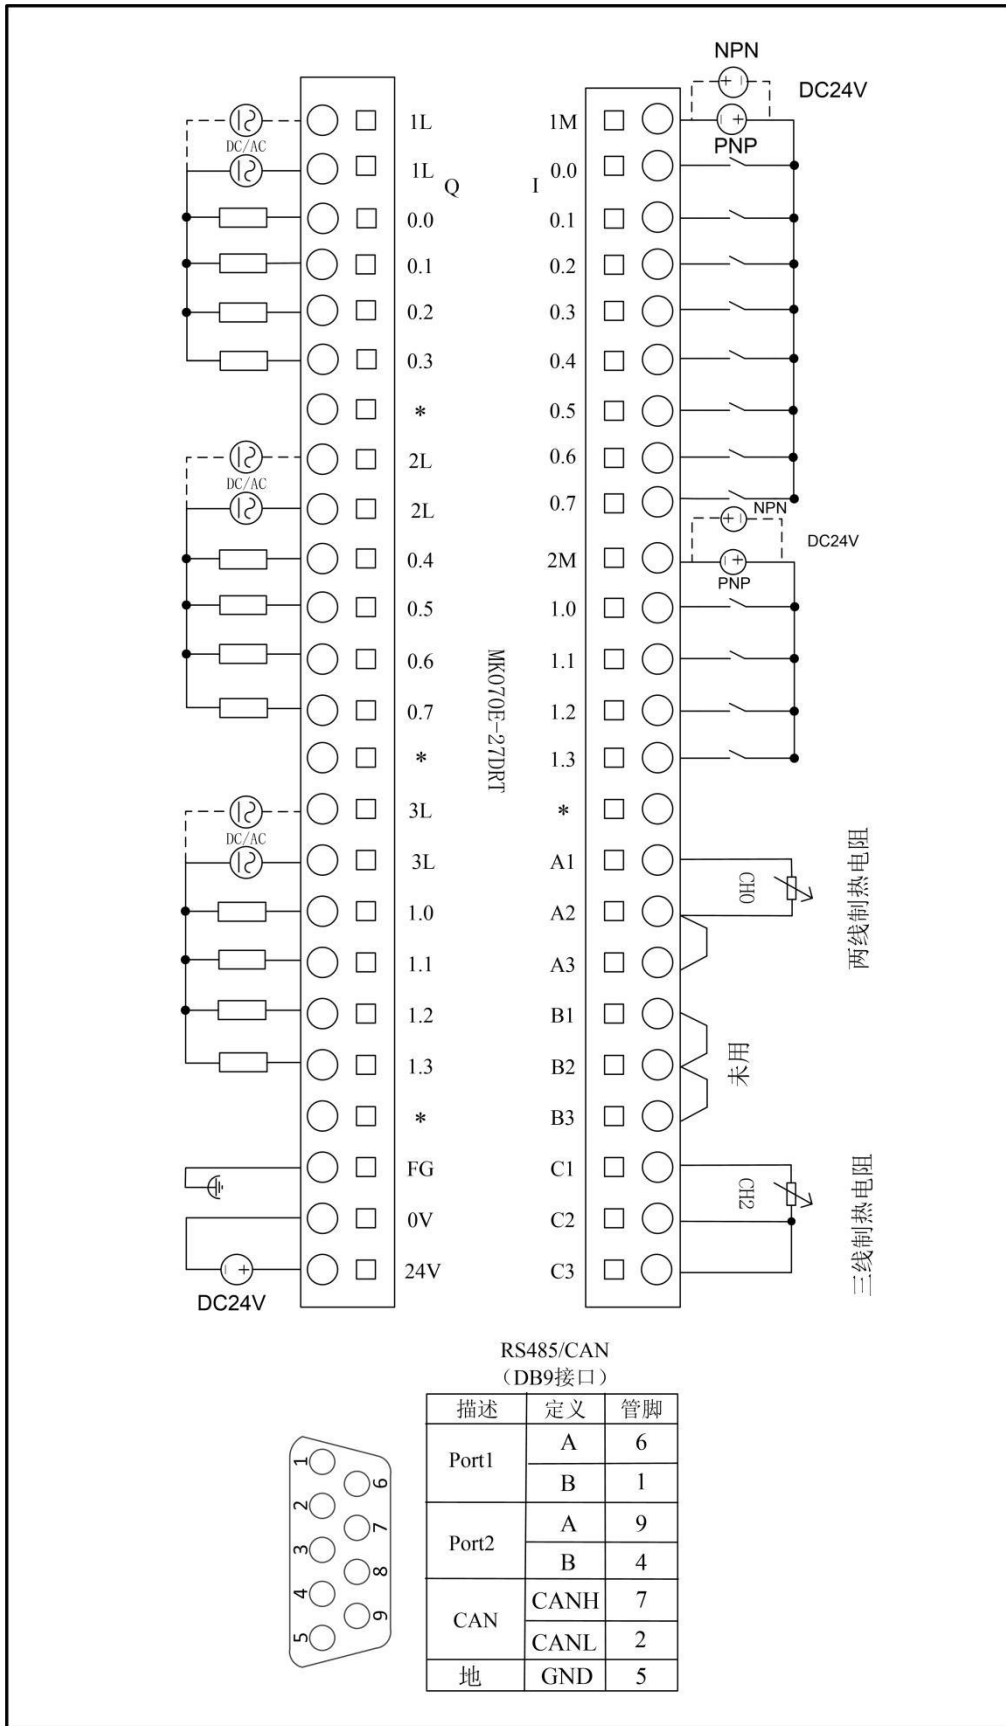 NPN
DC24V
PNP
DC/AC
1L
1L
Q
0.0
0.1
0.2
0.3
*
DC/AC
2L
2L
0.4
0.5
0.6
0.7
*
DC/AC
3L
3L
1.0
1.1
1.2
1.3
*
FG
0V
24V
DC24V
MK070E-27DRT
1M
I
0.0
0.1
0.2
0.3
0.4
0.5
0.6
0.7
NPN
DC24V
PNP
2M
1.0
1.1
1.2
1.3
*
A1
A2
A3
B1
B2
B3
C1
C2
C3
CH0
两线制热电阻
未用
CH2
三线制热电阻
RS485/CAN
（DB9接口）
描述 定义 管脚
Port1 A 6
B 1
Port2 A 9
B 4
CAN CANH 7
CANL 2
地 GND 5
1
2
3
4
5
6
7
8
9